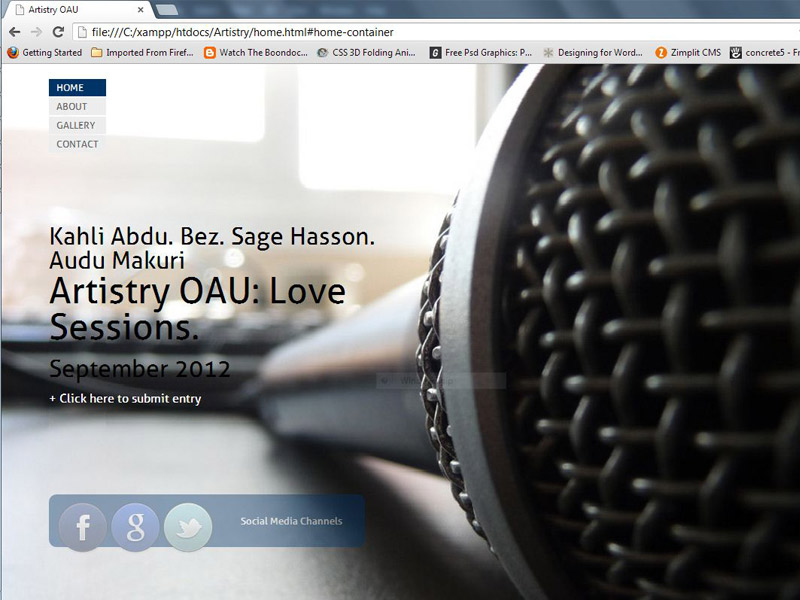 Artistry OAU
file:///C:/xampp/htdocs/Artistry/home.html#home-container
Getting Started Imported From Firef... Watch The Boondoc... CSS 3D Folding Ani... Free Psd Graphics: P... Designing for Word... Zimplit CMS concrete5 - Fr
HOME
ABOUT
GALLERY
CONTACT
Kahli Abdu. Bez. Sage Hasson.
Audu Makuri
Artistry OAU: Love
Sessions.
September 2012
+ Click here to submit entry
Social Media Channels